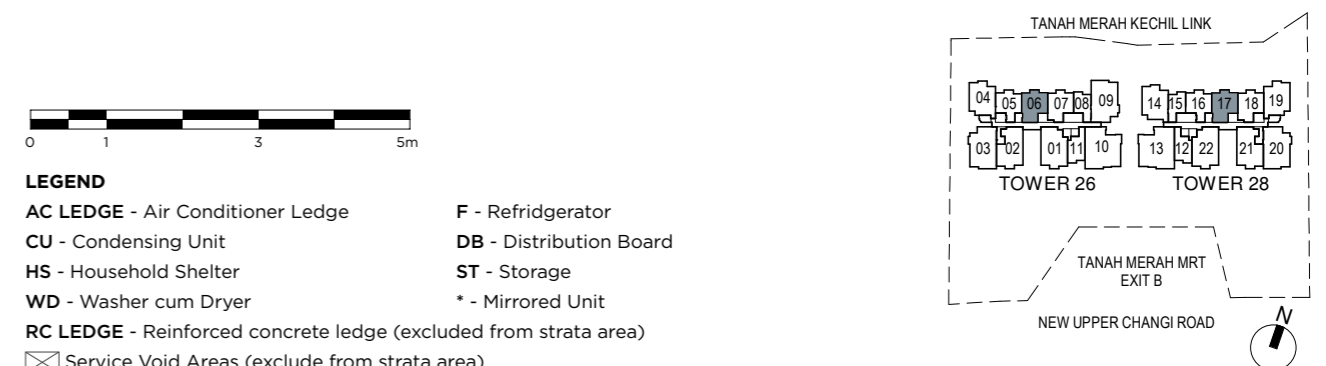 0 1 3 5m
LEGEND
AC LEDGE - Air Conditioner Ledge
F - Refridgerator
CU - Condensing Unit
DB - Distribution Board
HS - Household Shelter
ST - Storage
WD - Washer cum Dryer
* - Mirrored Unit
RC LEDGE - Reinforced concrete ledge (excluded from strata area)
Service Void Areas (exclude from strata area)
TANAH MERAH KECHIL LINK
04 05 06 07 08 09
14 15 16 17 18 19
03 02 01 11 10
13 12 22 21 20
TOWER 26
TOWER 28
TANAH MERAH MRT
EXIT B
NEW UPPER CHANGI ROAD
N